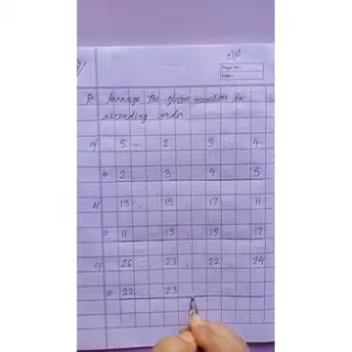 c/w
Page No.:
Date:
Q. Arrange the given numbers in
ascending order
a) 5 2 3 4
→ 2 3 4 5
b) 13 15 17 11
→ 11 13 15 17
c) 26 23 22 24
→ 22 23